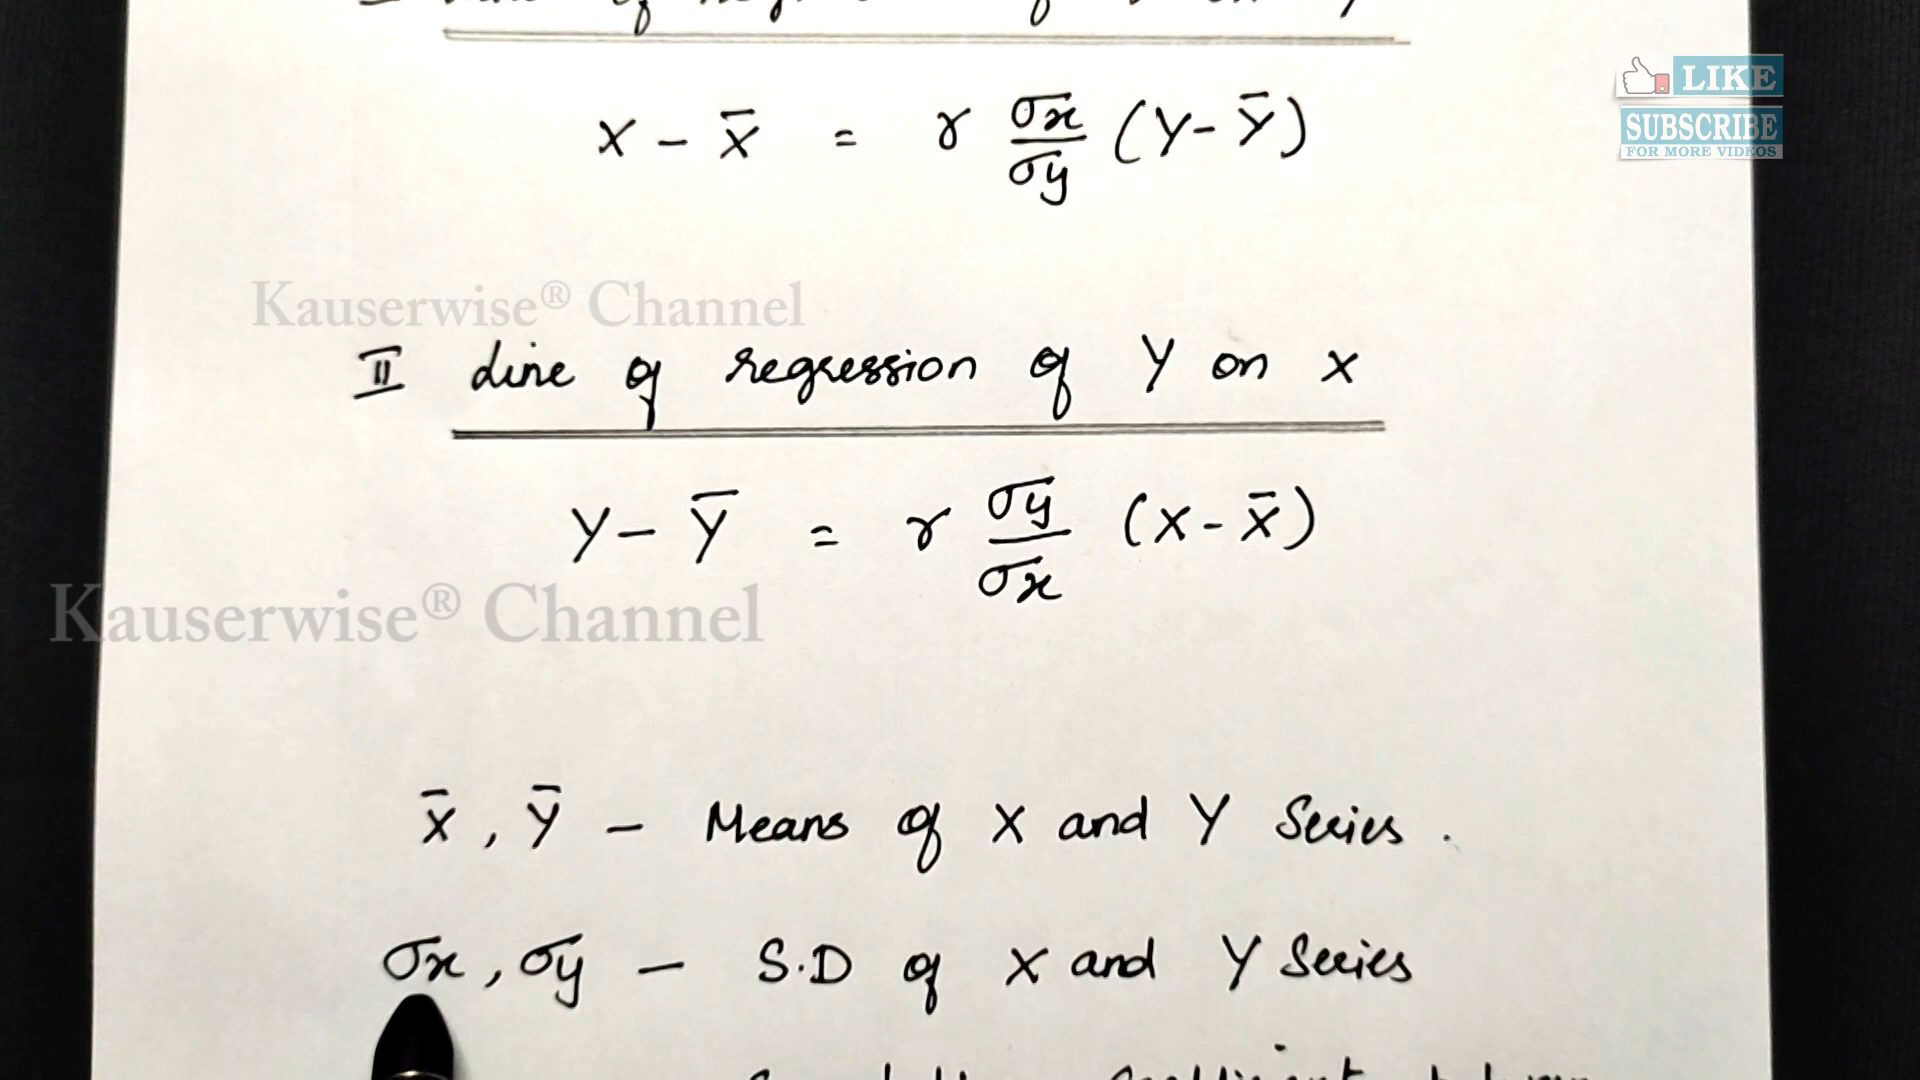 X - X̄ = r σx/σy (Y - Ȳ)
LIKE
SUBSCRIBE
FOR MORE VIDEOS
Kauserwise® Channel
II Line of regression of Y on X
Y - Ȳ = r σy/σx (X - X̄)
Kauserwise® Channel
X̄, Ȳ - Means of X and Y Series.
σx, σy - S.D of X and Y Series